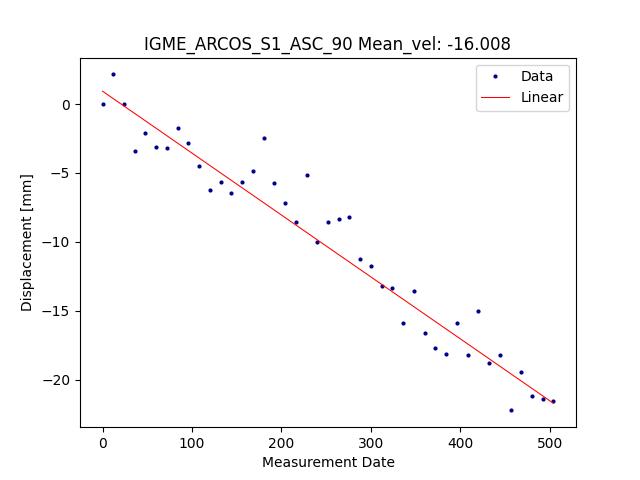 IGME_ARCOS_S1_ASC_90 Mean_vel: -16.008
Data
Linear
0
−5
−10
−15
−20
Displacement [mm]
0 100 200 300 400 500
Measurement Date